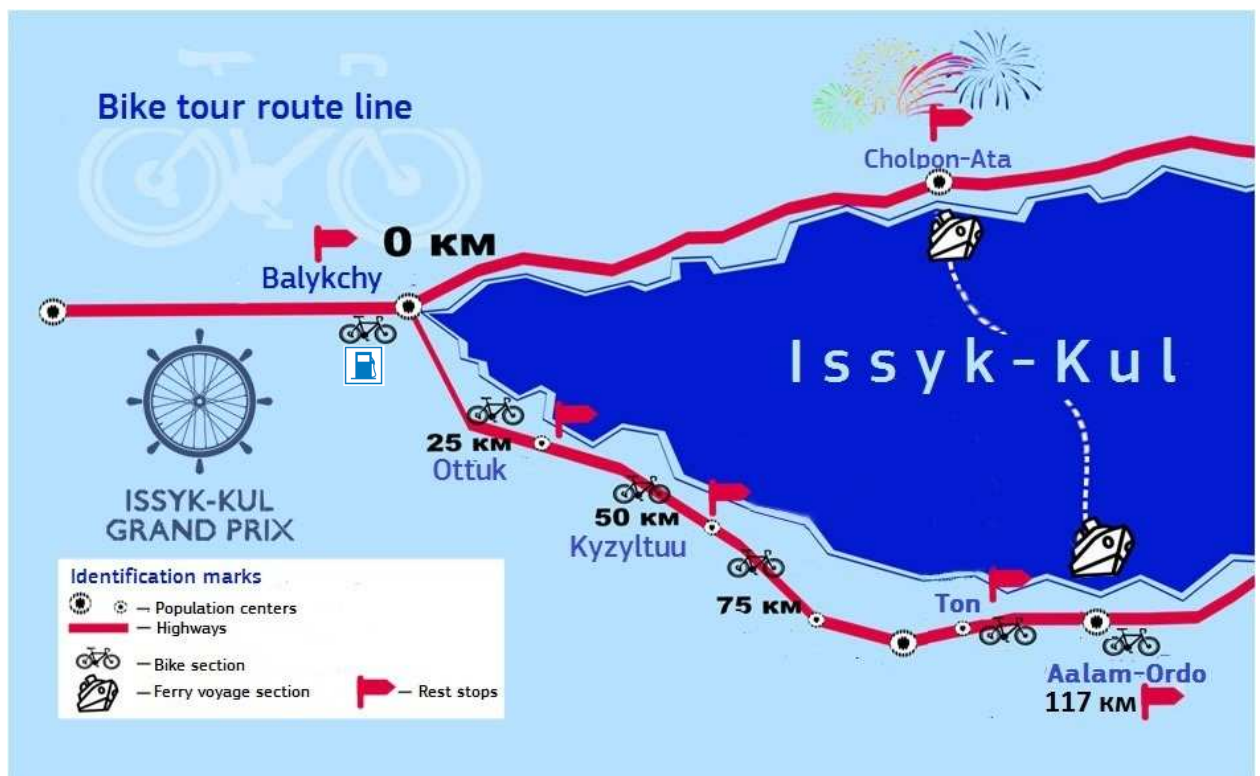 Bike tour route line
Cholpon-Ata
0 км
Balykchy
Issyk-Kul
25 км
Ottuk
ISSYK-KUL
GRAND PRIX
50 км
Kyzyltuu
75 км
Ton
Aalam-Ordo
117 км
Identification marks
– Population centers
– Highways
– Bike section
– Ferry voyage section
– Rest stops